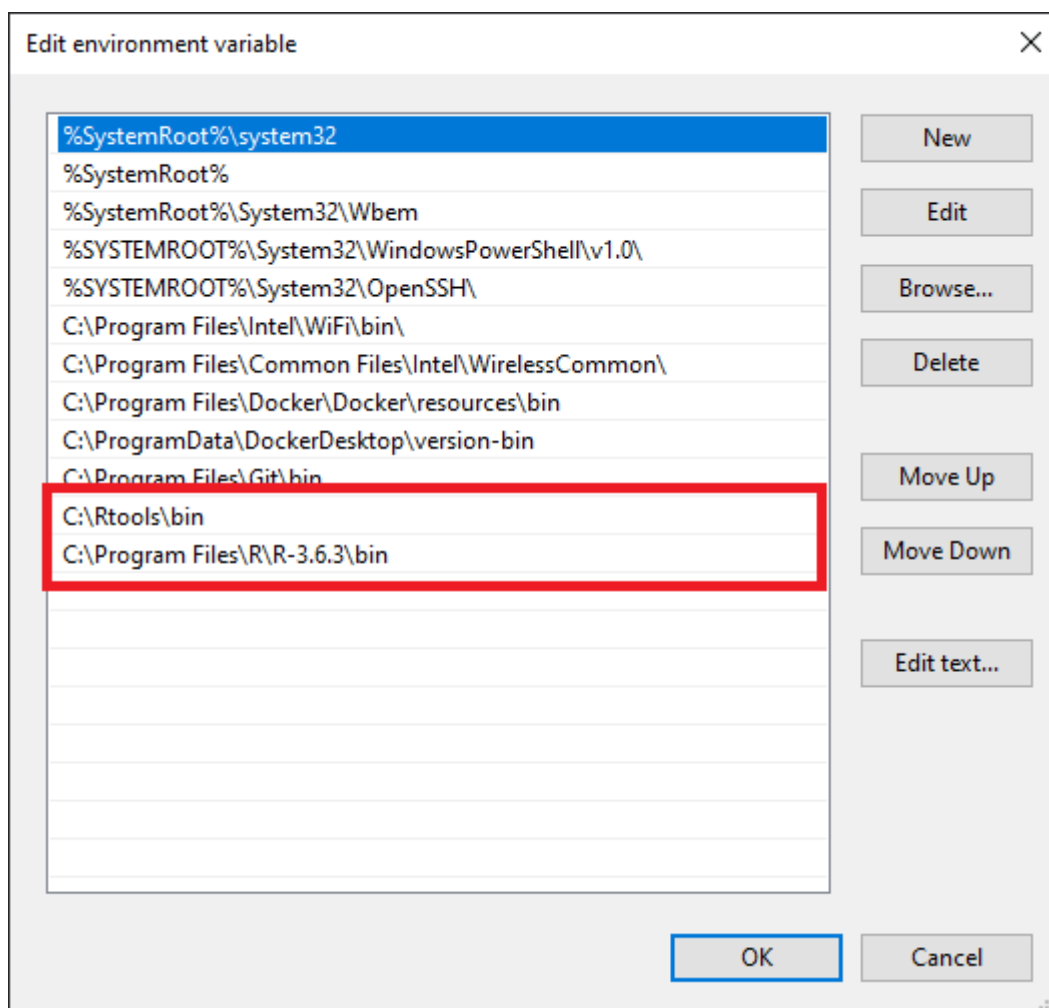 Edit environment variable
%SystemRoot%\system32
%SystemRoot%
%SystemRoot%\System32\Wbem
%SYSTEMROOT%\System32\WindowsPowerShell\v1.0\
%SYSTEMROOT%\System32\OpenSSH\
C:\Program Files\Intel\WiFi\bin\
C:\Program Files\Common Files\Intel\WirelessCommon\
C:\Program Files\Docker\Docker\resources\bin
C:\ProgramData\DockerDesktop\version-bin
C:\Program Files\Git\bin
C:\Rtools\bin
C:\Program Files\R\R-3.6.3\bin
New
Edit
Browse...
Delete
Move Up
Move Down
Edit text...
OK
Cancel